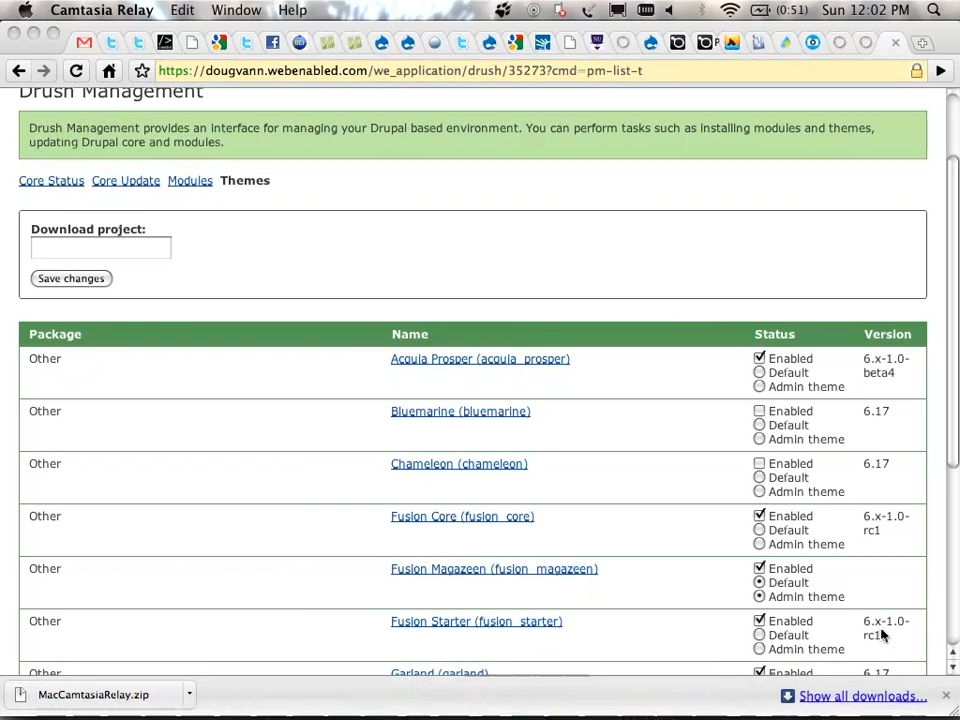 Camtasia Relay Edit Window Help (0:51) Sun 12:02 PM
https://dougvann.webenabled.com/we_application/drush/35273?cmd=pm-list-t
Drush Management
Drush Management provides an interface for managing your Drupal based environment. You can perform tasks such as installing modules and themes,
updating Drupal core and modules.
Core Status Core Update Modules Themes
Download project:
Save changes
Package Name Status Version
Other Acquia Prosper (acquia_prosper) Enabled 6.x-1.0-
Default beta4
Admin theme
Other Bluemarine (bluemarine) Enabled 6.17
Default
Admin theme
Other Chameleon (chameleon) Enabled 6.17
Default
Admin theme
Other Fusion Core (fusion_core) Enabled 6.x-1.0-
Default rc1
Admin theme
Other Fusion Magazeen (fusion_magazeen) Enabled
Default
Admin theme
Other Fusion Starter (fusion_starter) Enabled 6.x-1.0-
Default rc1
Admin theme
Other Garland (garland) Enabled 6.17
MacCamtasiaRelay.zip Show all downloads...